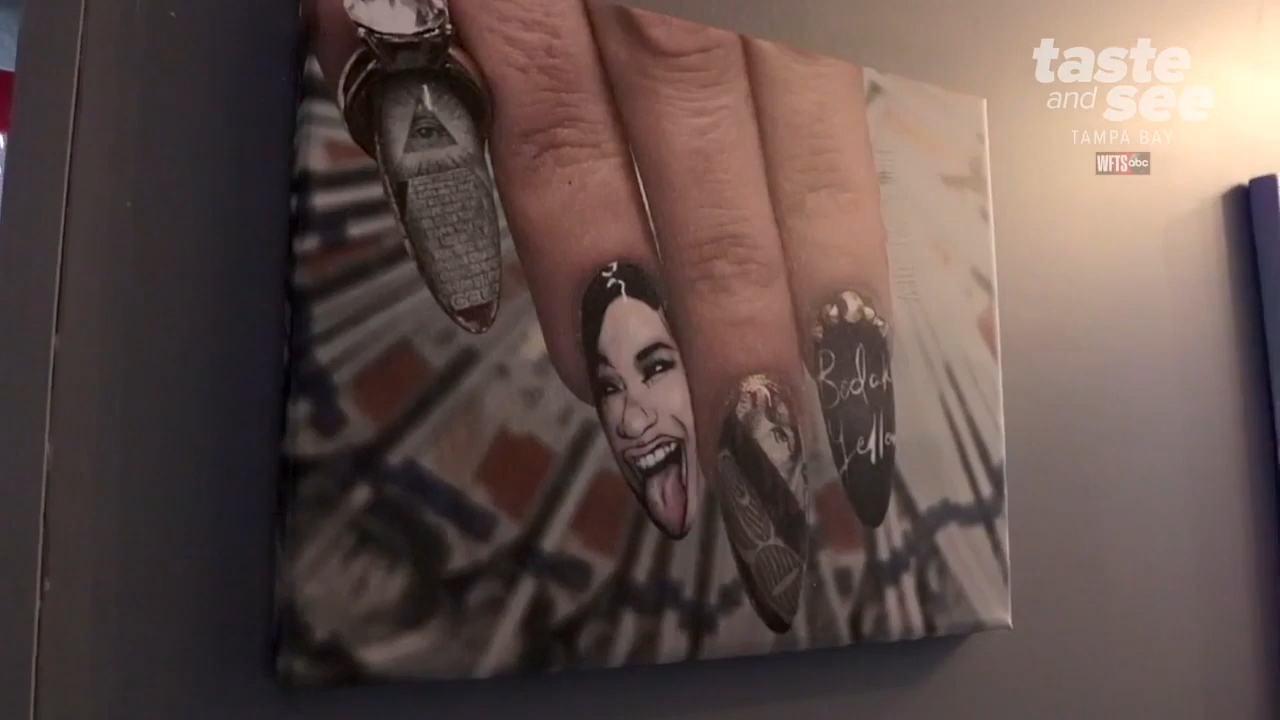 taste
and see
TAMPA BAY
WFTS abc
Bodak
Yellow